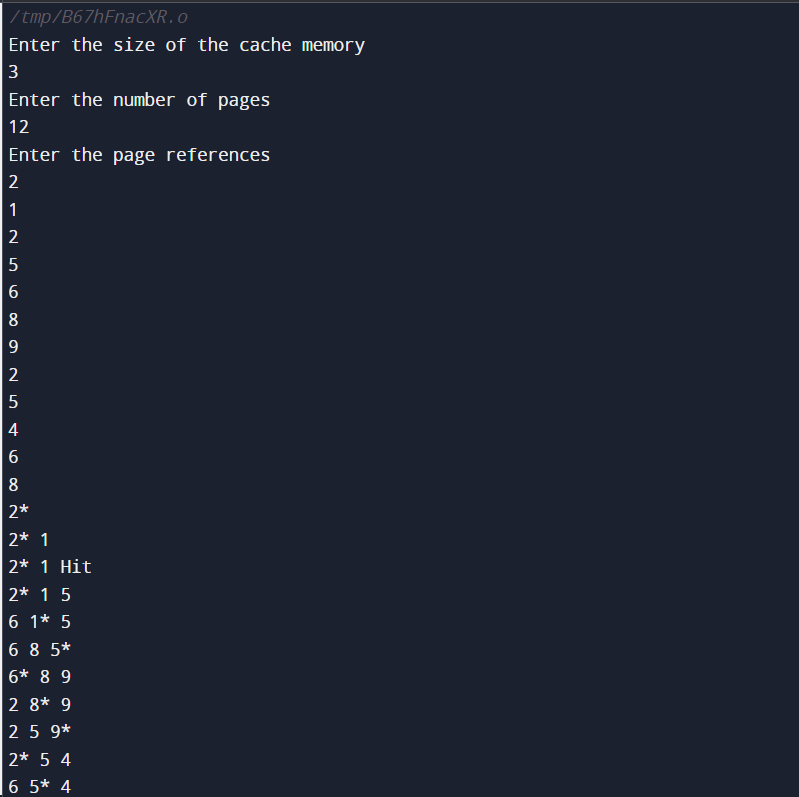 /tmp/B67hFnacXR.o
Enter the size of the cache memory
3
Enter the number of pages
12
Enter the page references
2
1
2
5
6
8
9
2
5
4
6
8
2*
2* 1
2* 1 Hit
2* 1 5
6 1* 5
6 8 5*
6* 8 9
2 8* 9
2 5 9*
2* 5 4
6 5* 4